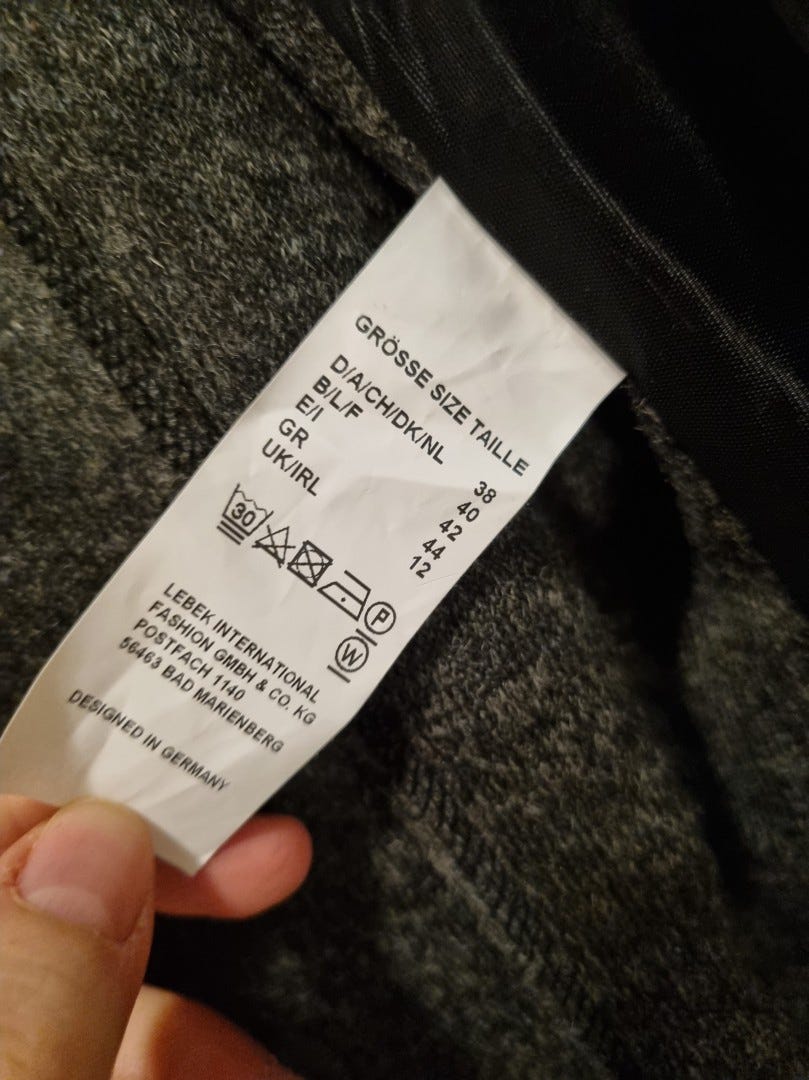 GRÖSSE SIZE TAILLE
D/A/CH/DK/NL 38
B/L/F 40
E/I 42
GR 44
UK/IRL 12
30 P
W
LEBEK INTERNATIONAL
FASHION GMBH & CO. KG
POSTFACH 1140
56463 BAD MARIENBERG
DESIGNED IN GERMANY